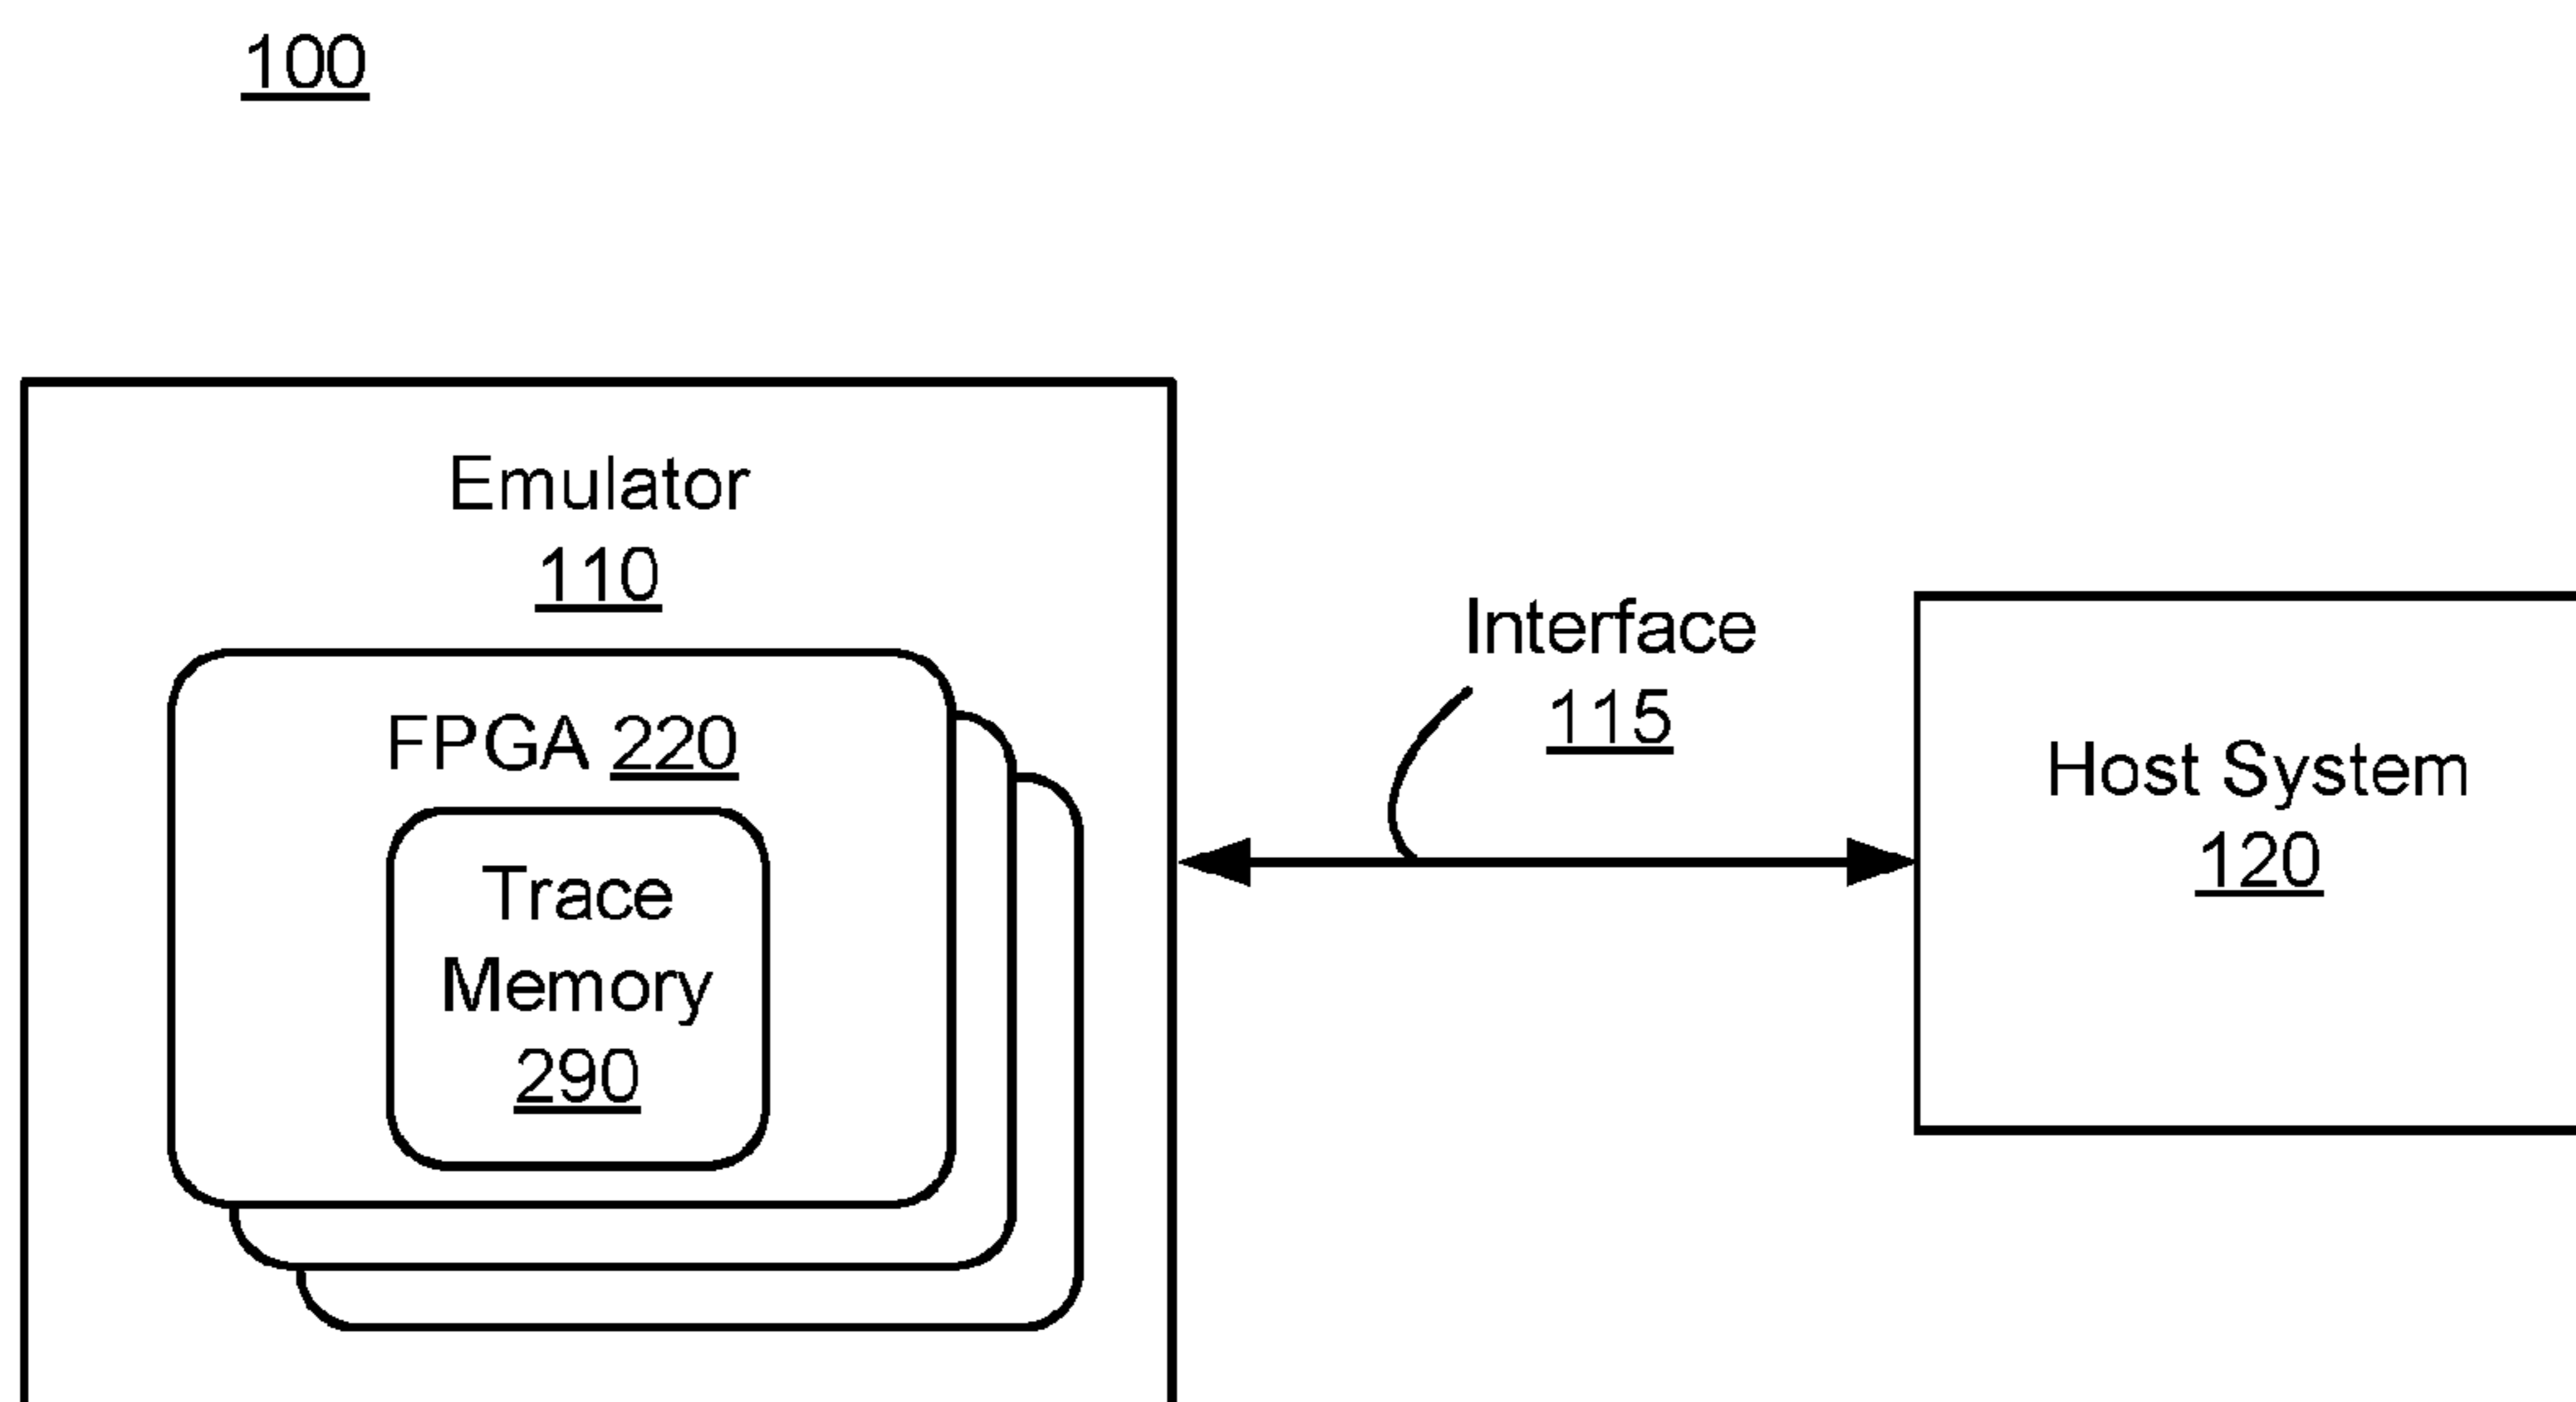 100
Emulator
110
FPGA 220
Trace
Memory
290
Interface
115
Host System
120